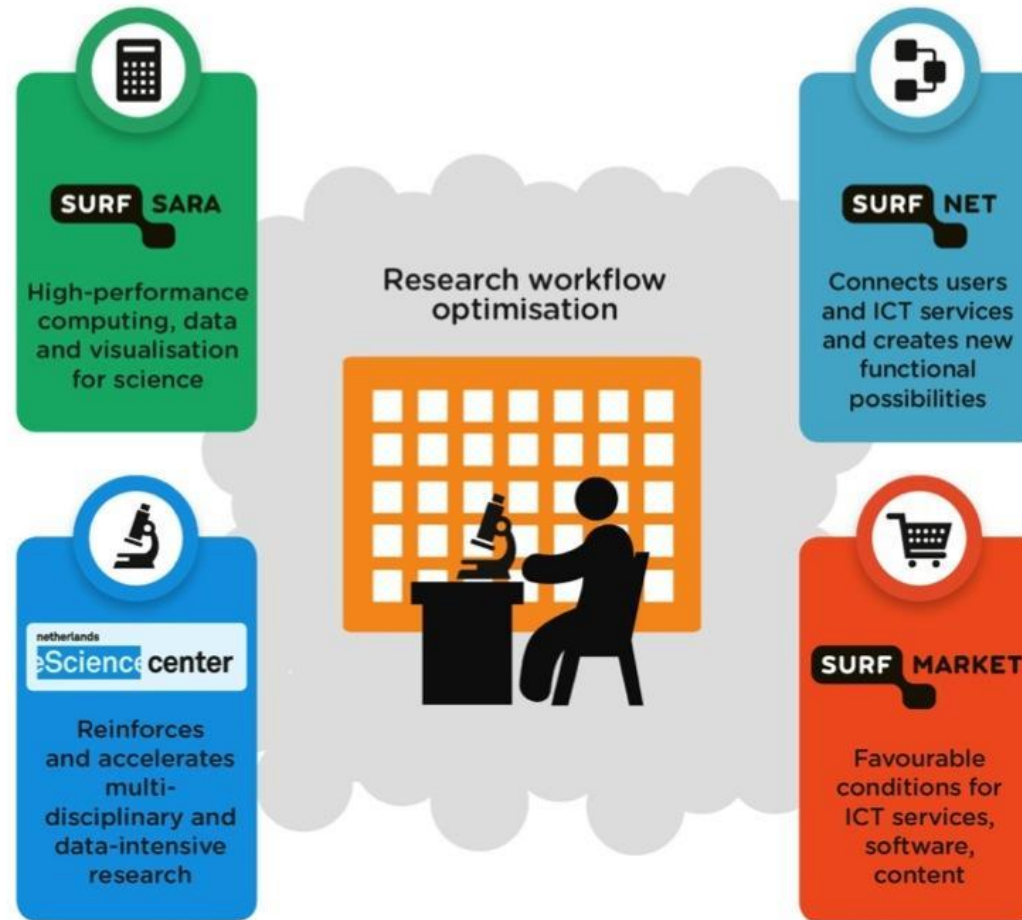 SURF SARA
High-performance
computing, data
and visualisation
for science
Research workflow
optimisation
SURF NET
Connects users
and ICT services
and creates new
functional
possibilities
netherlands
eScience center
Reinforces
and accelerates
multi-
disciplinary and
data-intensive
research
SURF MARKET
Favourable
conditions for
ICT services,
software,
content